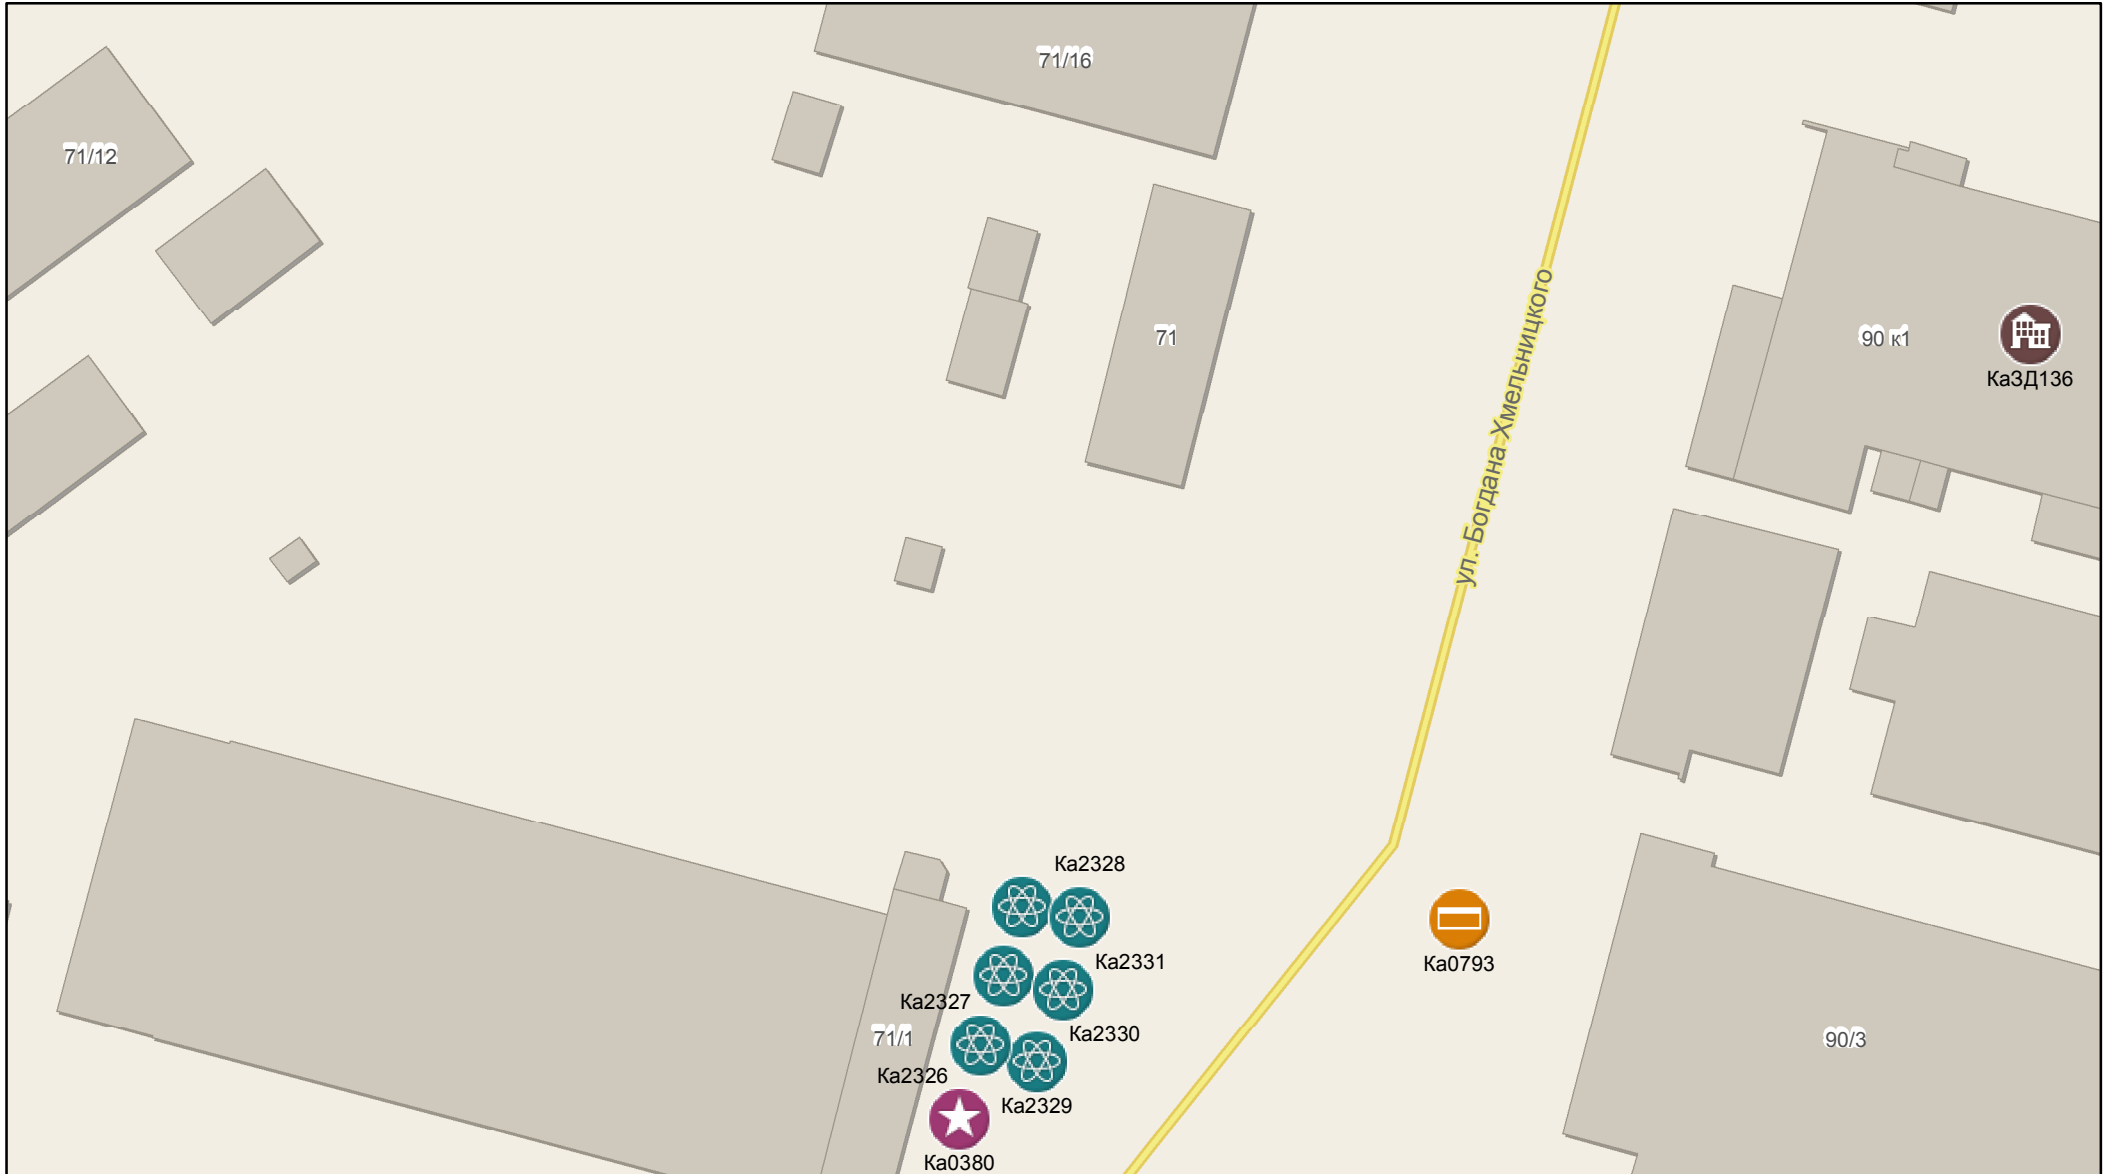 71/16
71/12
71
ул. Богдана Хмельницкого
90 к1
КаЗД136
Ка2328
Ка2331
Ка0793
Ка2327
Ка2330
71/1
90/3
Ка2326
Ка2329
Ка0380